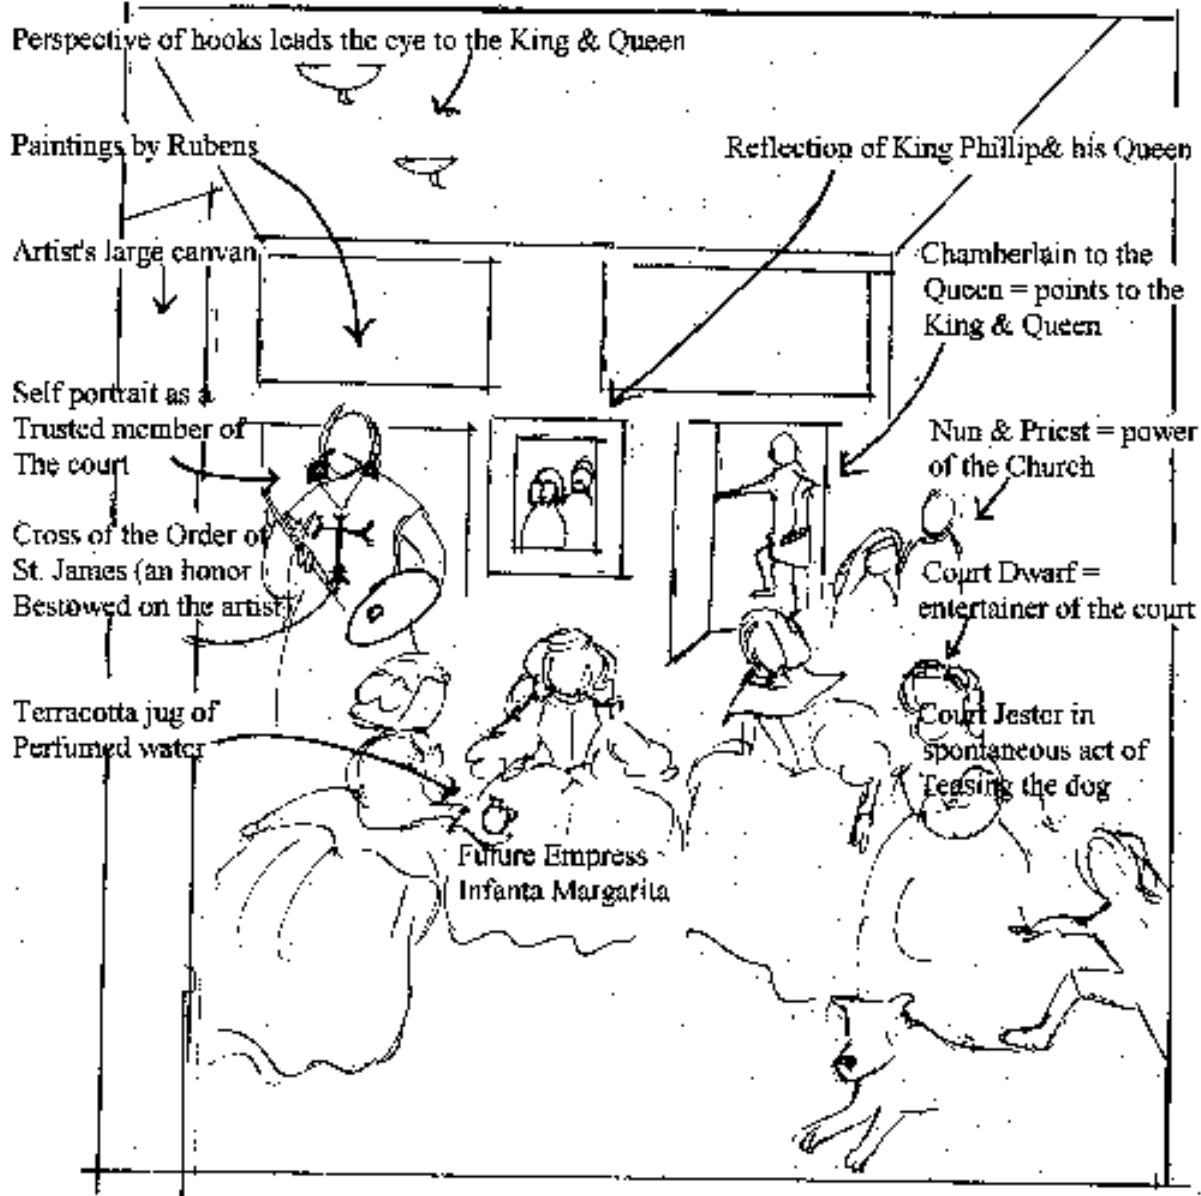 Perspective of hooks leads the eye to the King & Queen
Paintings by Rubens
Reflection of King Phillip& his Queen
Artist's large canvan
Chamberlain to the
Queen = points to the
King & Queen
Self portrait as a
Trusted member of
The court
Nun & Priest = power
of the Church
Cross of the Order of
St. James (an honor
Bestowed on the artist)
Court Dwarf =
entertainer of the court
Terracotta jug of
Perfumed water
Court Jester in
spontaneous act of
Teasing the dog
Future Empress
Infanta Margarita